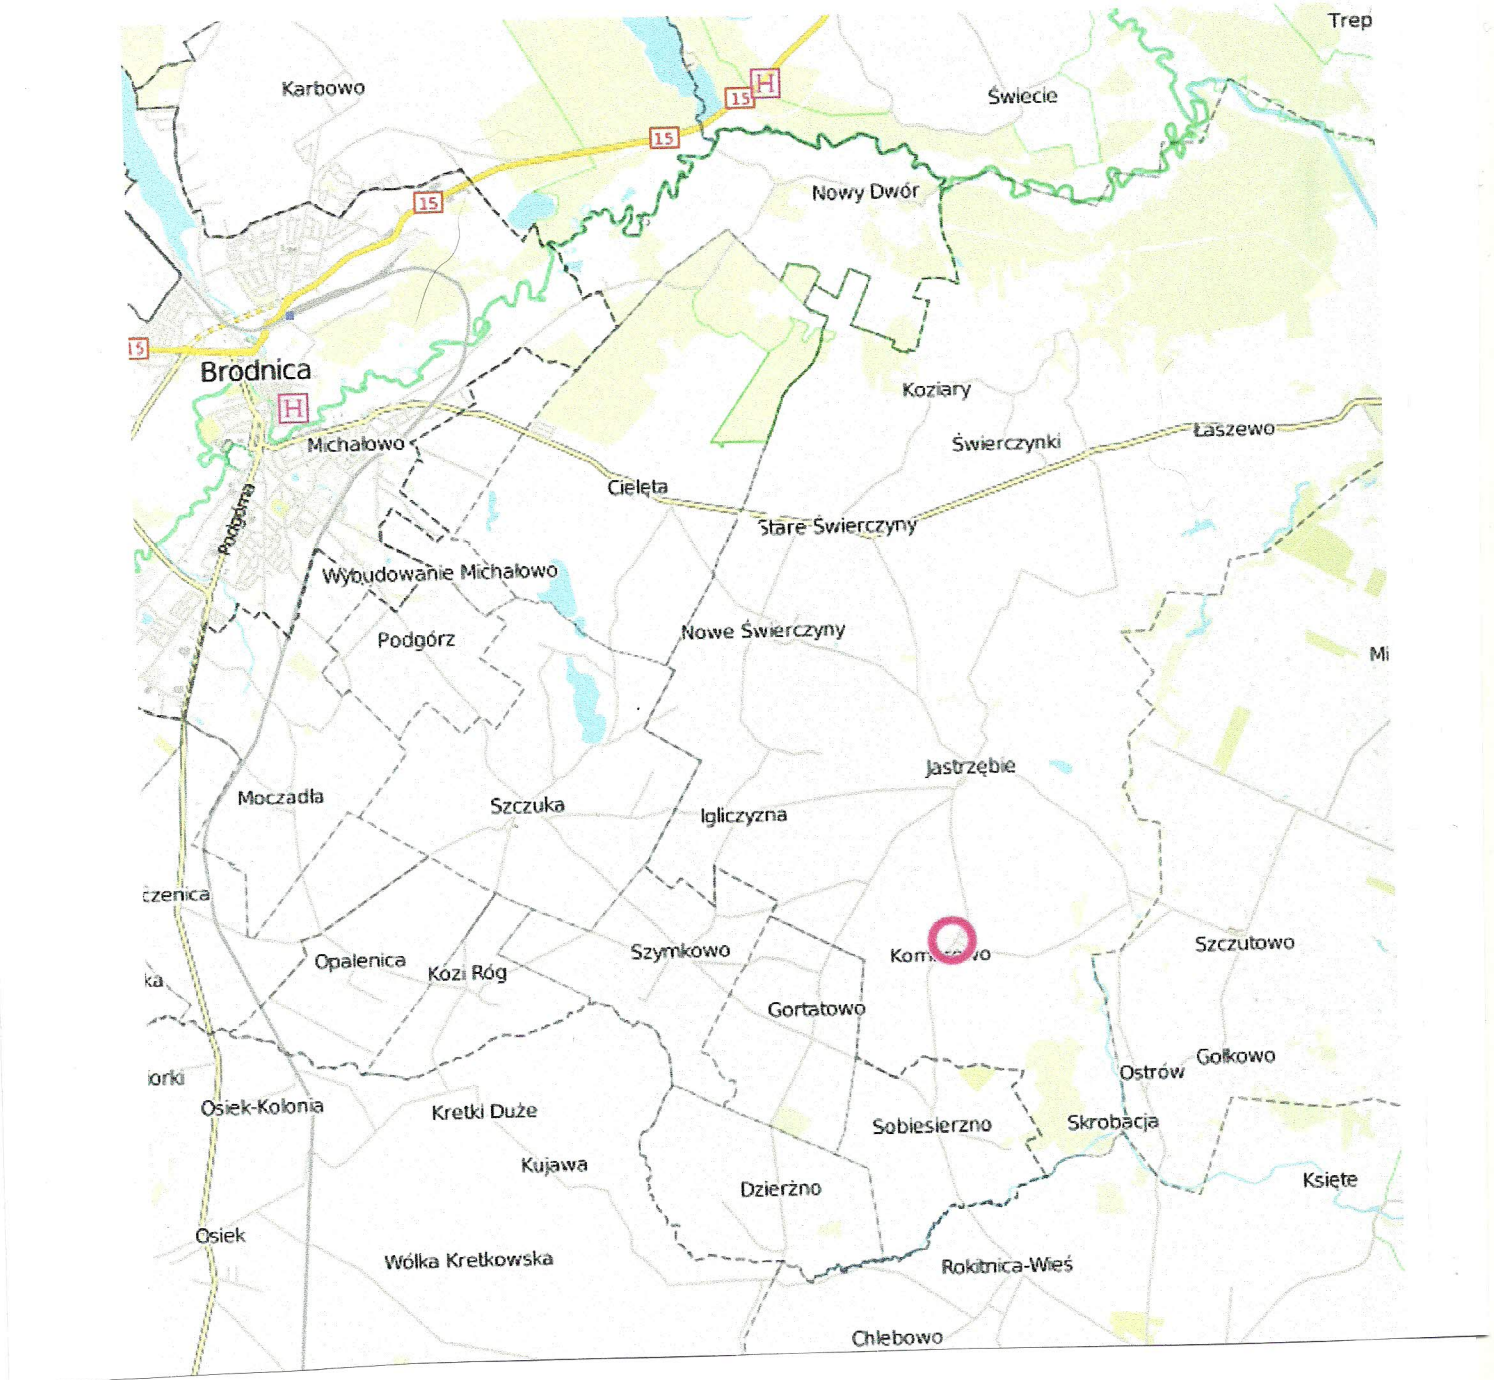 Trep
Karbowo
H
15
Świecie
15
Nowy Dwór
15
15
Brodnica
Koziary
H
Łaszewo
Michałowo
Świerczynki
Cielęta
Podgórna
Stare Świerczyny
Wybudowanie Michałowo
Nowe Świerczyny
Podgórz
Mi
Jastrzębie
Moczadła
Szczuka
Igliczyzna
czenica
Szczutowo
Szymkowo
Opalenica
Kozi Róg
ka
Gortatowo
Gołkowo
Ostrów
iorki
Osiek-Kolonia
Kretki Duże
Sobiesierzno
Skrobacja
Kujawa
Dzierżno
Księte
Osiek
Wólka Kretkowska
Rokitnica-Wieś
Chlebowo